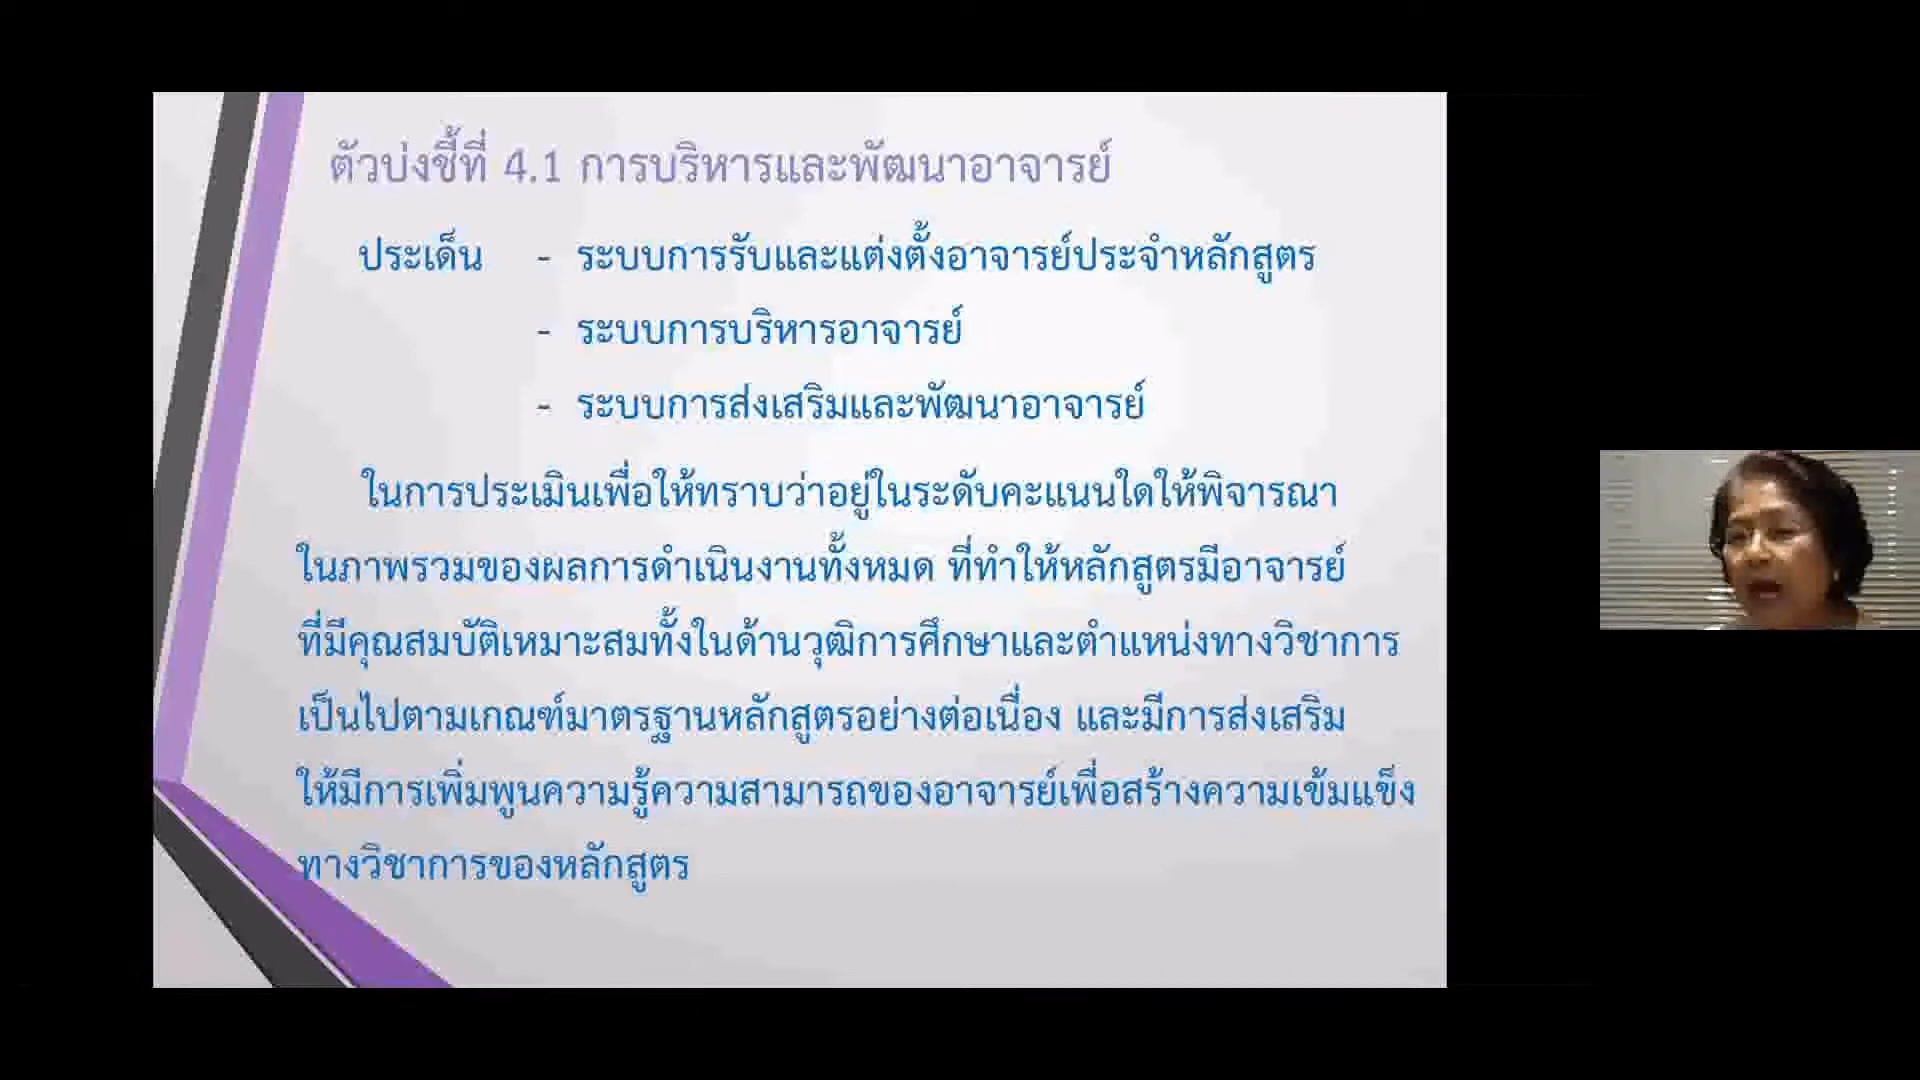 ตัวบ่งชี้ที่ 4.1 การบริหารและพัฒนาอาจารย์
ประเด็น - ระบบการรับและแต่งตั้งอาจารย์ประจำหลักสูตร
- ระบบการบริหารอาจารย์
- ระบบการส่งเสริมและพัฒนาอาจารย์
ในการประเมินเพื่อให้ทราบว่าอยู่ในระดับคะแนนใดให้พิจารณา
ในภาพรวมของผลการดำเนินงานทั้งหมด ที่ทำให้หลักสูตรมีอาจารย์
ที่มีคุณสมบัติเหมาะสมทั้งในด้านวุฒิการศึกษาและตำแหน่งทางวิชาการ
เป็นไปตามเกณฑ์มาตรฐานหลักสูตรอย่างต่อเนื่อง และมีการส่งเสริม
ให้มีการเพิ่มพูนความรู้ความสามารถของอาจารย์เพื่อสร้างความเข้มแข็ง
ทางวิชาการของหลักสูตร